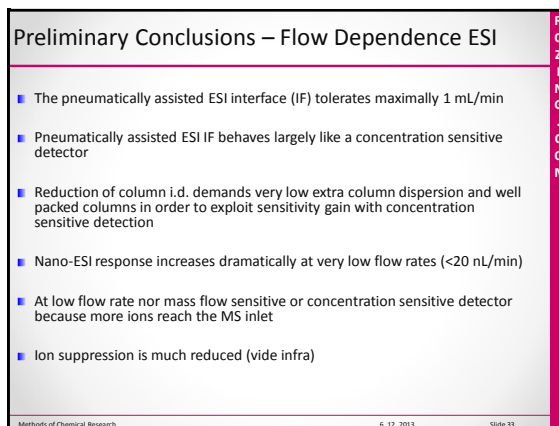 Preliminary Conclusions – Flow Dependence ESI
The pneumatically assisted ESI interface (IF) tolerates maximally 1 mL/min
Pneumatically assisted ESI IF behaves largely like a concentration sensitive
detector
Reduction of column i.d. demands very low extra column dispersion and well
packed columns in order to exploit sensitivity gain with concentration
sensitive detection
Nano-ESI response increases dramatically at very low flow rates (<20 nL/min)
At low flow rate nor mass flow sensitive or concentration sensitive detector
because more ions reach the MS inlet
Ion suppression is much reduced (vide infra)
Methods of Chemical Research 6. 12. 2013 Slide 33